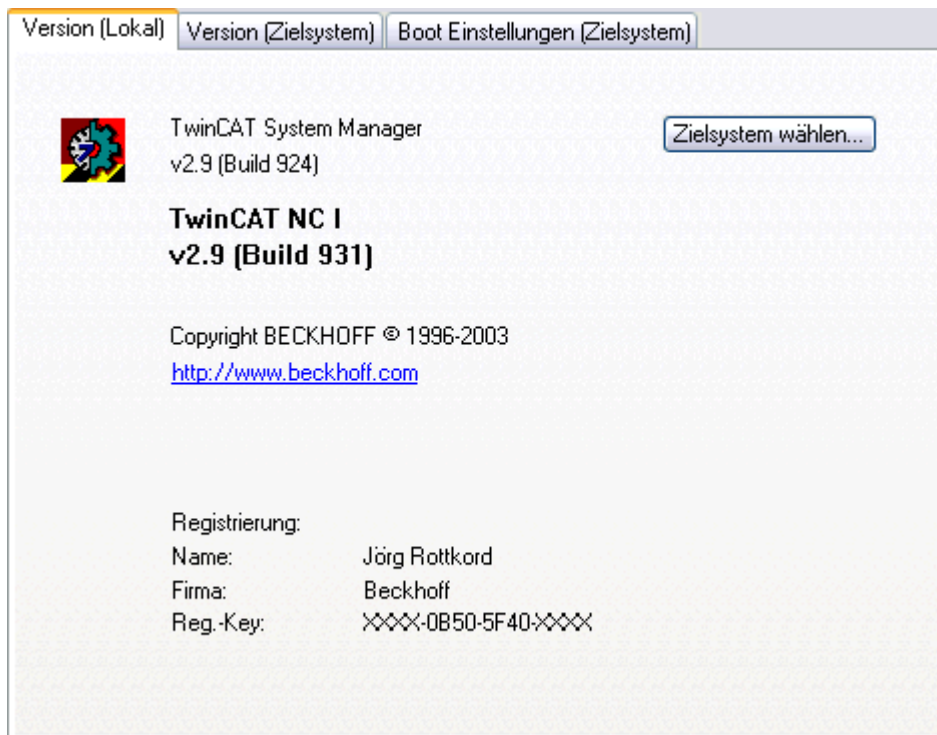 Version (Lokal) Version (Zielsystem) Boot Einstellungen (Zielsystem)
TwinCAT System Manager Zielsystem wählen...
v2.9 (Build 924)
TwinCAT NC I
v2.9 (Build 931)
Copyright BECKHOFF © 1996-2003
http://www.beckhoff.com
Registrierung:
Name: Jörg Rottkord
Firma: Beckhoff
Reg.-Key: XXXX-0B50-5F40-XXXX